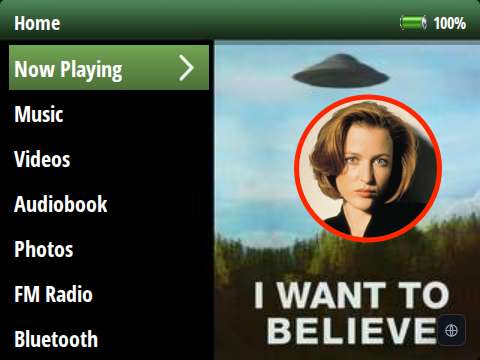 Home
100%
Now Playing
Music
Videos
Audiobook
Photos
FM Radio
Bluetooth
I WANT TO
BELIEVE